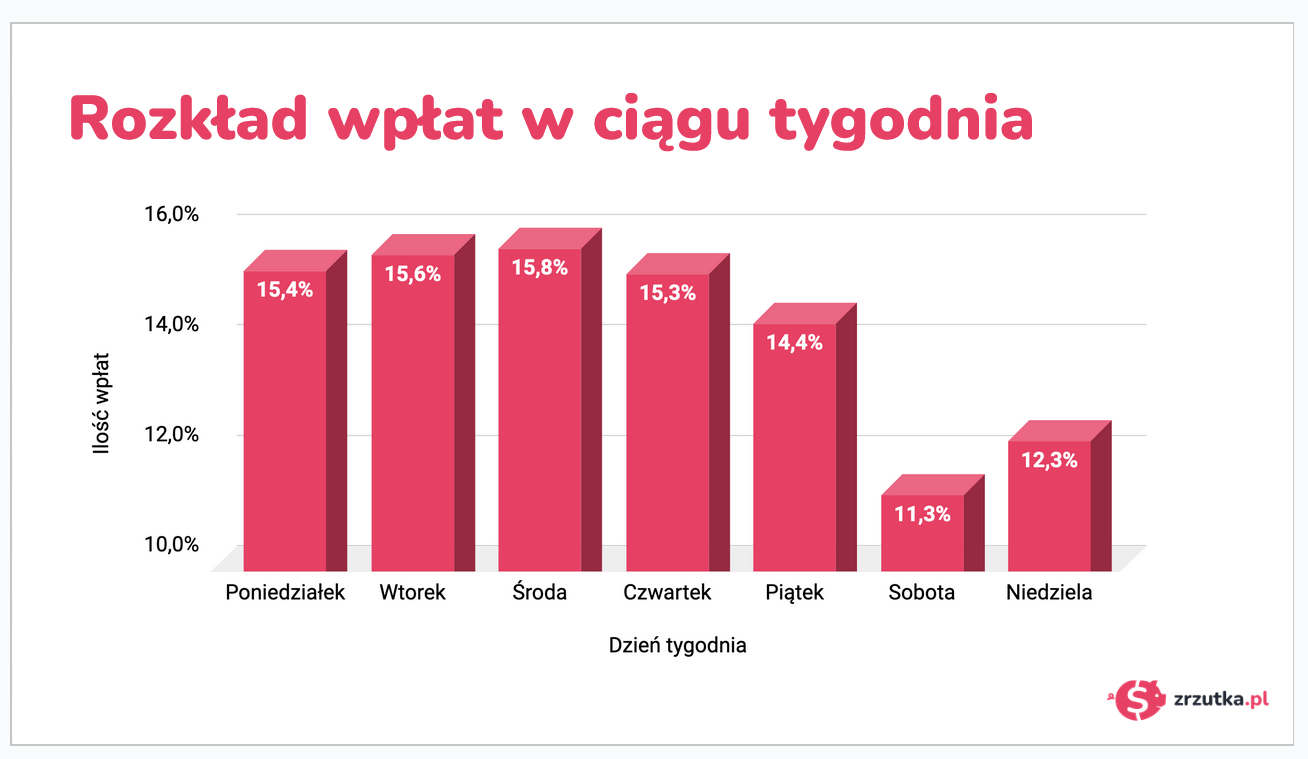 Rozkład wpłat w ciągu tygodnia
16,0%
14,0%
12,0%
10,0%
Ilość wpłat
15,4%
15,6%
15,8%
15,3%
14,4%
11,3%
12,3%
Poniedziałek
Wtorek
Środa
Czwartek
Piątek
Sobota
Niedziela
Dzień tygodnia
zrzutka.pl